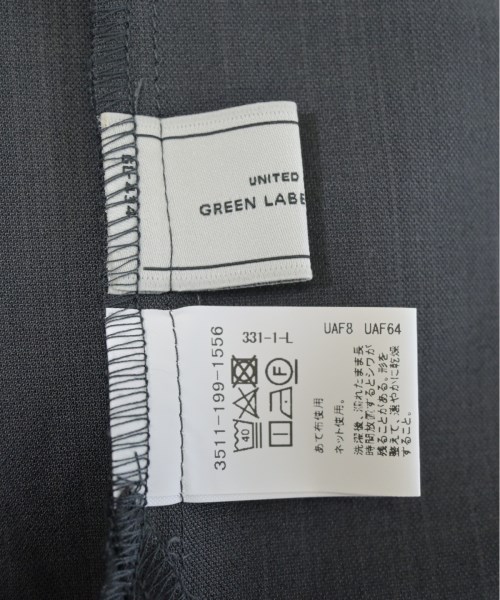 UNITED
GREEN LABE
3511-199-1556
331-1-L
40
F
UAF8 UAF64
あて布使用
ネット使用。
洗濯後、濡れたまま長
時間放置するとシワが
残ることがある。形を
整えて、速やかに乾燥
すること。